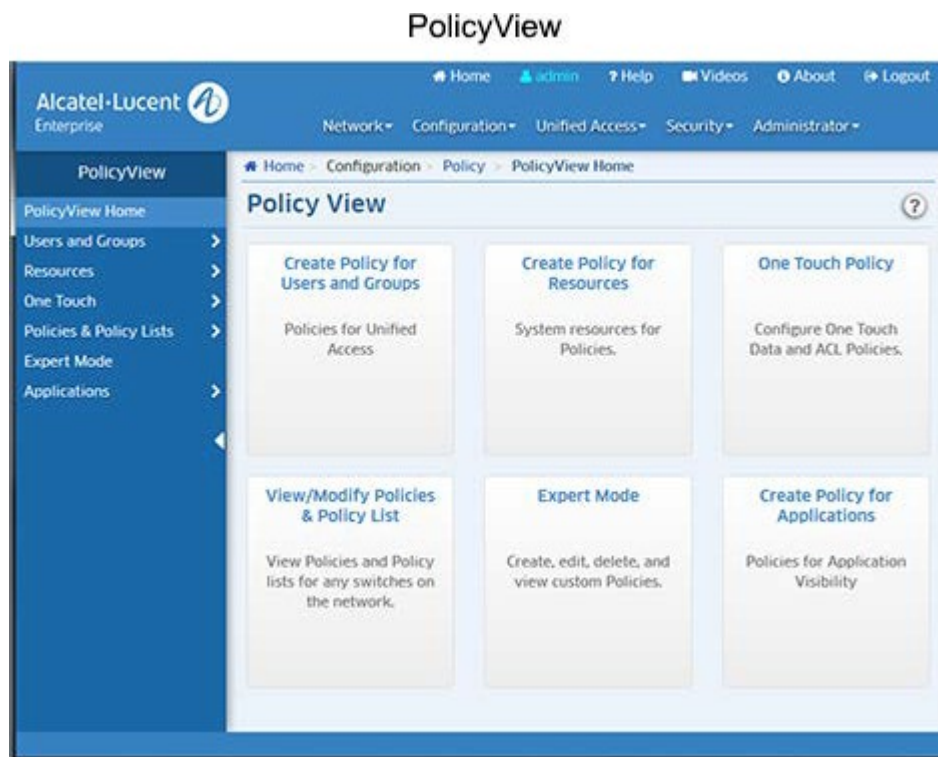 PolicyView
Home admin ? Help Videos About Logout
Alcatel·Lucent
Enterprise
Network Configuration Unified Access Security Administrator
PolicyView
Home > Configuration > Policy > PolicyView Home
PolicyView Home
Policy View
?
Users and Groups
Resources
One Touch
Policies & Policy Lists
Expert Mode
Applications
Create Policy for
Users and Groups
Policies for Unified
Access
Create Policy for
Resources
System resources for
Policies.
One Touch Policy
Configure One Touch
Data and ACL Policies.
View/Modify Policies
& Policy List
View Policies and Policy
lists for any switches on
the network.
Expert Mode
Create, edit, delete, and
view custom Policies.
Create Policy for
Applications
Policies for Application
Visibility